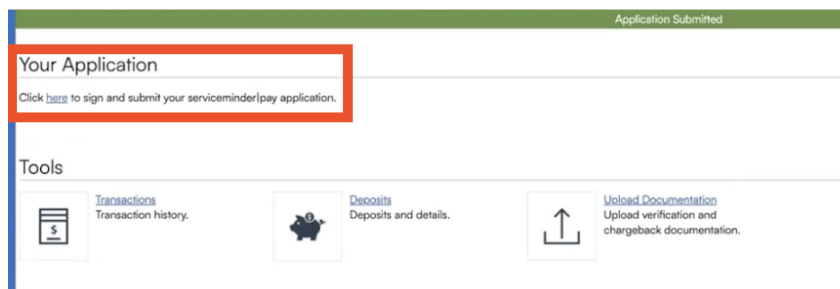 Application Submitted
Your Application
Click here to sign and submit your serviceminder|pay application.
Tools
Transactions
Transaction history.
$
Deposits
Deposits and details.
Upload Documentation
Upload verification and
chargeback documentation.